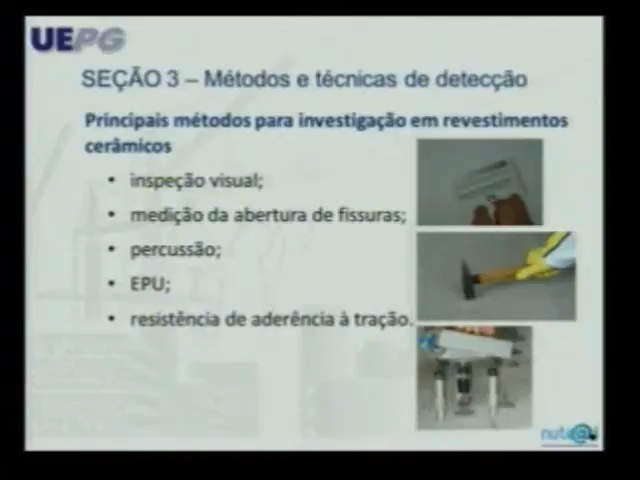 UEPG
SEÇÃO 3 – Métodos e técnicas de detecção
Principais métodos para investigação em revestimentos
cerâmicos
• inspeção visual;
• medição da abertura de fissuras;
• percussão;
• EPU;
• resistência de aderência à tração.